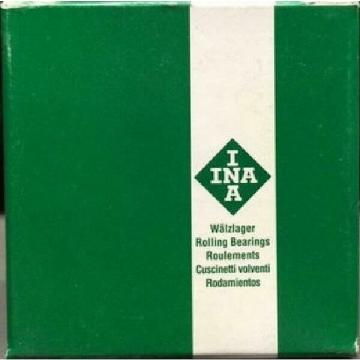 I
INA
A
Wälzlager
Rolling Bearings
Roulements
Cuscinetti volventi
Rodamientos